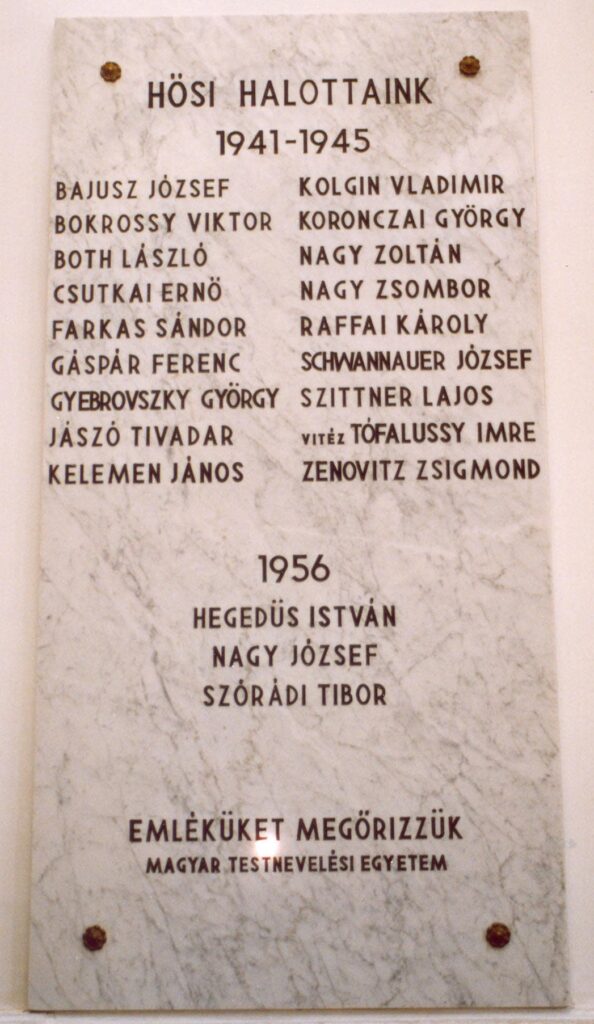 HÖSI HALOTTAINK
1941-1945
BAJUSZ JÓZSEF
BOKROSSY VIKTOR
BOTH LÁSZLÓ
CSUTKAI ERNÖ
FARKAS SÁNDOR
GÁSPÁR FERENC
GYEBROVSZKY GYÖRGY
JÁSZÓ TIVADAR
KELEMEN JÁNOS
KOLGIN VLADIMIR
KORONCZAI GYÖRGY
NAGY ZOLTÁN
NAGY ZSOMBOR
RAFFAI KÁROLY
SCHWANNAUER JÓZSEF
SZITTNER LAJOS
VITÉZ TÓFALUSSY IMRE
ZENOVITZ ZSIGMOND
1956
HEGEDÜS ISTVÁN
NAGY JÓZSEF
SZÓRÁDI TIBOR
EMLÉKÜKET MEGŐRIZZÜK
MAGYAR TESTNEVELÉSI EGYETEM